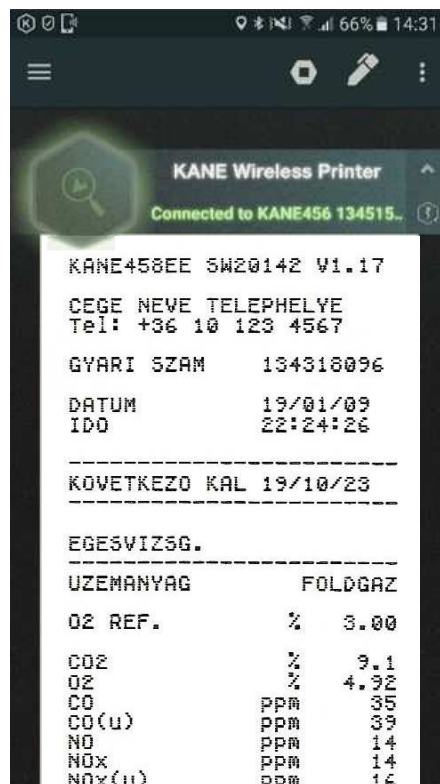 66% 14:31
KANE Wireless Printer
Connected to KANE456 134515..
KANE458EE SW20142 V1.17
CEGE NEVE TELEPHELYE
Tel: +36 10 123 4567
GYARI SZAM 134318096
DATUM 19/01/09
IDO 22:24:26
KOVETKEZO KAL 19/10/23
EGESVIZSG.
UZEMANYAG FOLDGAZ
O2 REF. % 3.00
CO2 % 9.1
O2 % 4.92
CO PPm 35
CO(u) PPm 39
NO PPm 14
NOx PPm 14
NOx(u) PPm 16